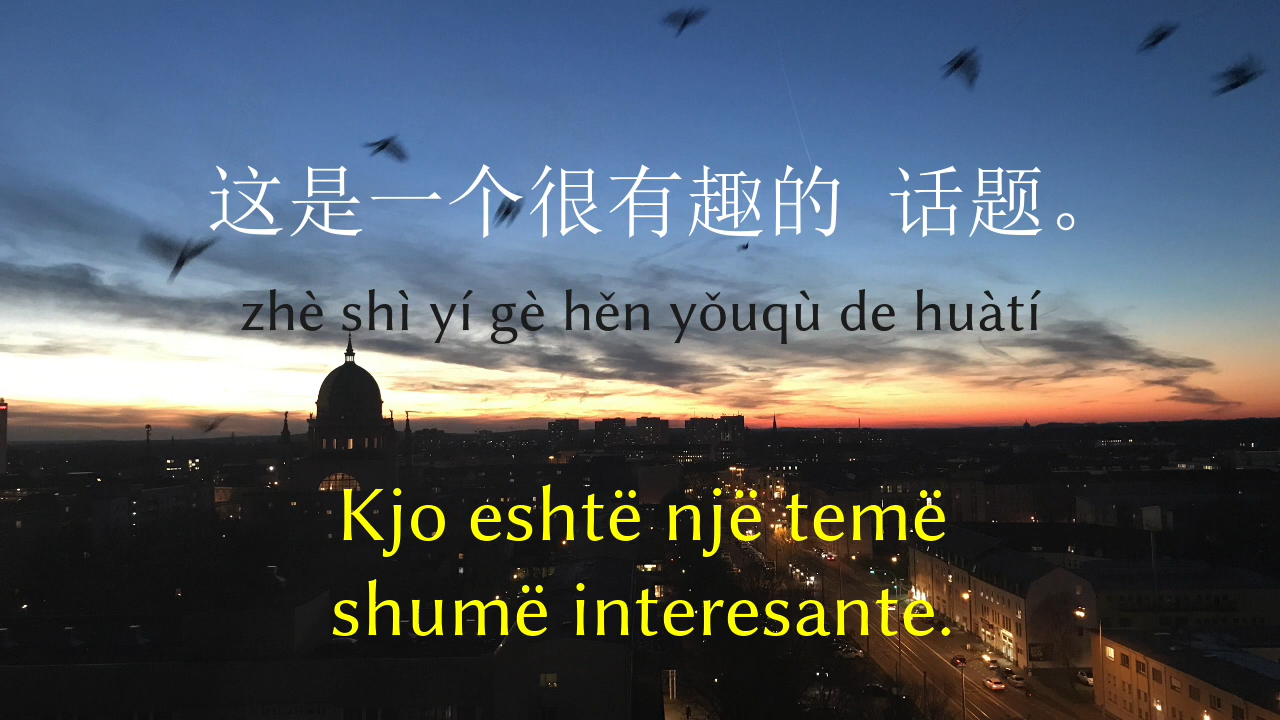 这是一个很有趣的 话题。
zhè shì yí gè hěn yǒuqù de huàtí
Kjo eshtë një temë
shumë interesante.